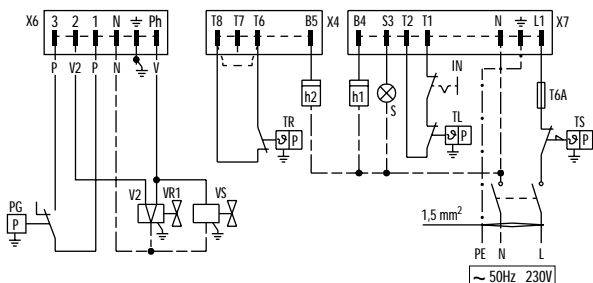 X6 3 2 1 N Ph
T8 T7 T6 B5 X4
B4 S3 T2 T1 N L1 X7
P V2 P N V
h2 h1 S IN T6A
TR ϑ P
TL ϑ P
TS ϑ P
PG P
V2 VR1 VS
1,5 mm²
PE N L
~ 50Hz 230V